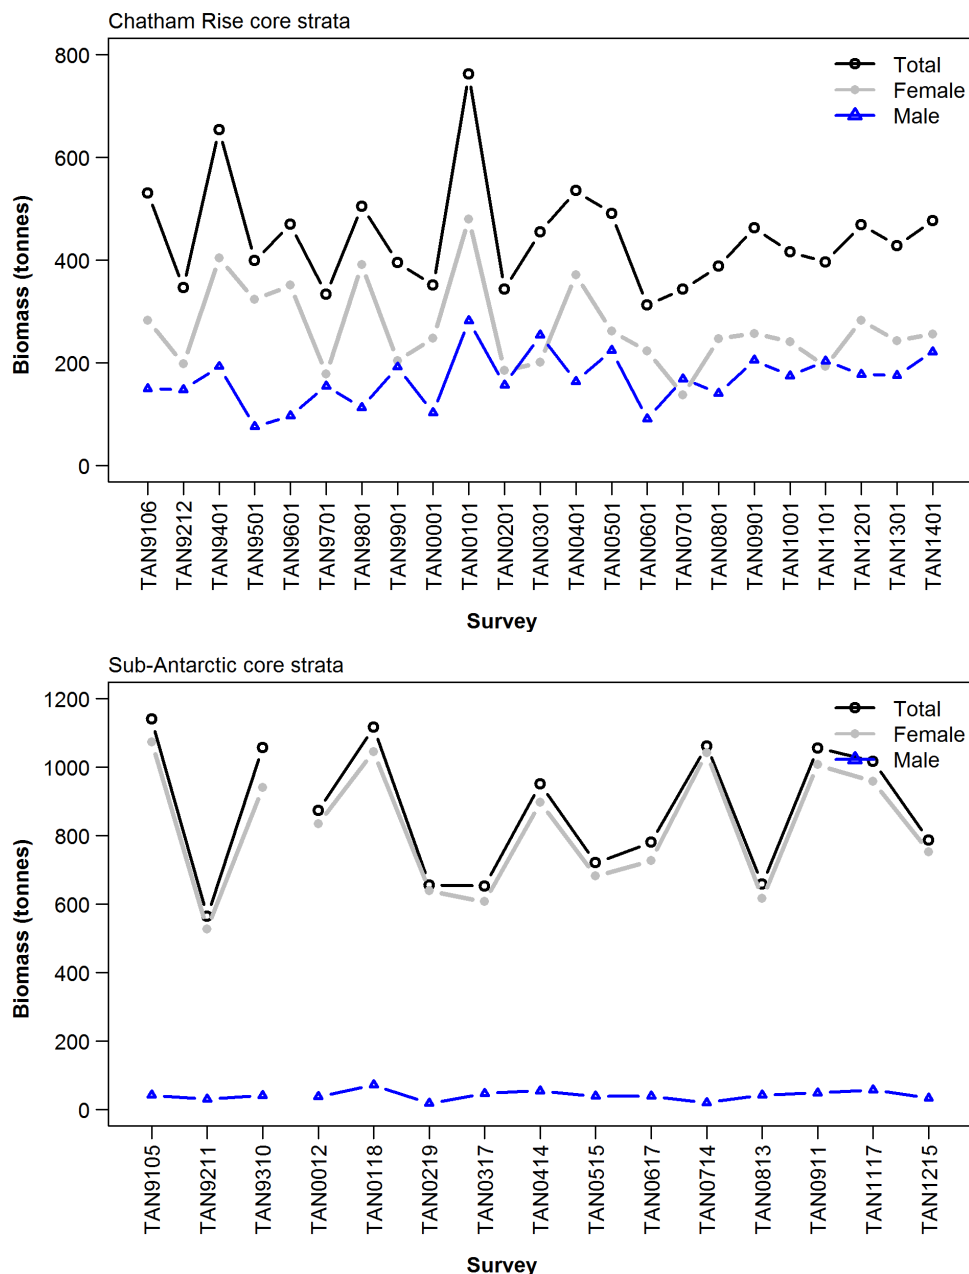 Chatham Rise core strata
Total
Female
Male
800
600
400
200
0
Biomass (tonnes)
TAN9106
TAN9212
TAN9401
TAN9501
TAN9601
TAN9701
TAN9801
TAN9901
TAN0001
TAN0101
TAN0201
TAN0301
TAN0401
TAN0501
TAN0601
TAN0701
TAN0801
TAN0901
TAN1001
TAN1101
TAN1201
TAN1301
TAN1401
Survey
Sub-Antarctic core strata
Total
Female
Male
1200
1000
800
600
400
200
0
Biomass (tonnes)
TAN9105
TAN9211
TAN9310
TAN0012
TAN0118
TAN0219
TAN0317
TAN0414
TAN0515
TAN0617
TAN0714
TAN0813
TAN0911
TAN1117
TAN1215
Survey